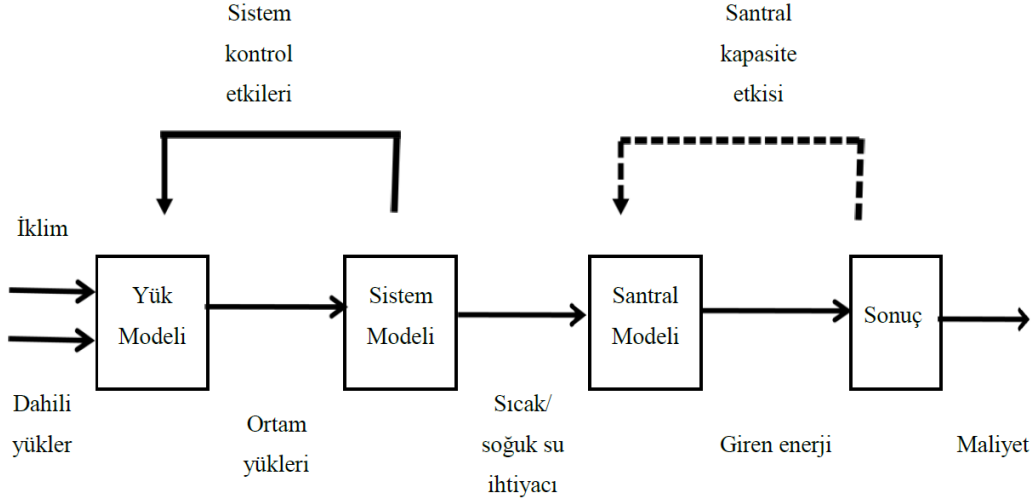 Sistem
kontrol
etkileri
Santral
kapasite
etkisi
İklim
Yük
Modeli
Sistem
Modeli
Santral
Modeli
Sonuç
Dahili
yükler
Ortam
yükleri
Sıcak/
soğuk su
ihtiyacı
Giren enerji
Maliyet